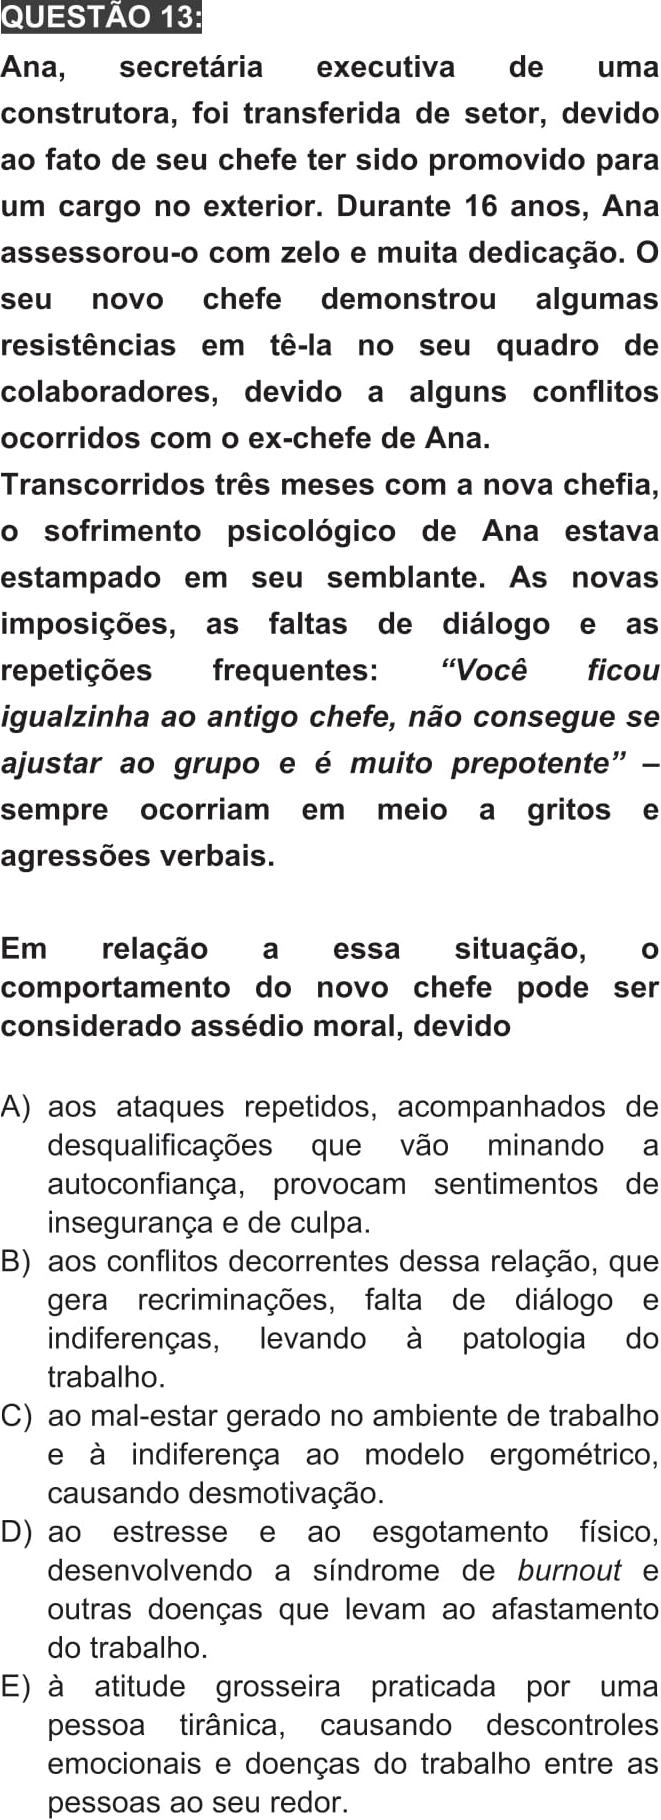 QUESTÃO 13:
Ana, secretária executiva de uma
construtora, foi transferida de setor, devido
ao fato de seu chefe ter sido promovido para
um cargo no exterior. Durante 16 anos, Ana
assessorou-o com zelo e muita dedicação. O
seu novo chefe demonstrou algumas
resistências em tê-la no seu quadro de
colaboradores, devido a alguns conflitos
ocorridos com o ex-chefe de Ana.
Transcorridos três meses com a nova chefia,
o sofrimento psicológico de Ana estava
estampado em seu semblante. As novas
imposições, as faltas de diálogo e as
repetições frequentes: “Você ficou
igualzinha ao antigo chefe, não consegue se
ajustar ao grupo e é muito prepotente” –
sempre ocorriam em meio a gritos e
agressões verbais.
Em relação a essa situação, o
comportamento do novo chefe pode ser
considerado assédio moral, devido
A) aos ataques repetidos, acompanhados de
desqualificações que vão minando a
autoconfiança, provocam sentimentos de
insegurança e de culpa.
B) aos conflitos decorrentes dessa relação, que
gera recriminações, falta de diálogo e
indiferenças, levando à patologia do
trabalho.
C) ao mal-estar gerado no ambiente de trabalho
e à indiferença ao modelo ergométrico,
causando desmotivação.
D) ao estresse e ao esgotamento físico,
desenvolvendo a síndrome de burnout e
outras doenças que levam ao afastamento
do trabalho.
E) à atitude grosseira praticada por uma
pessoa tirânica, causando descontroles
emocionais e doenças do trabalho entre as
pessoas ao seu redor.